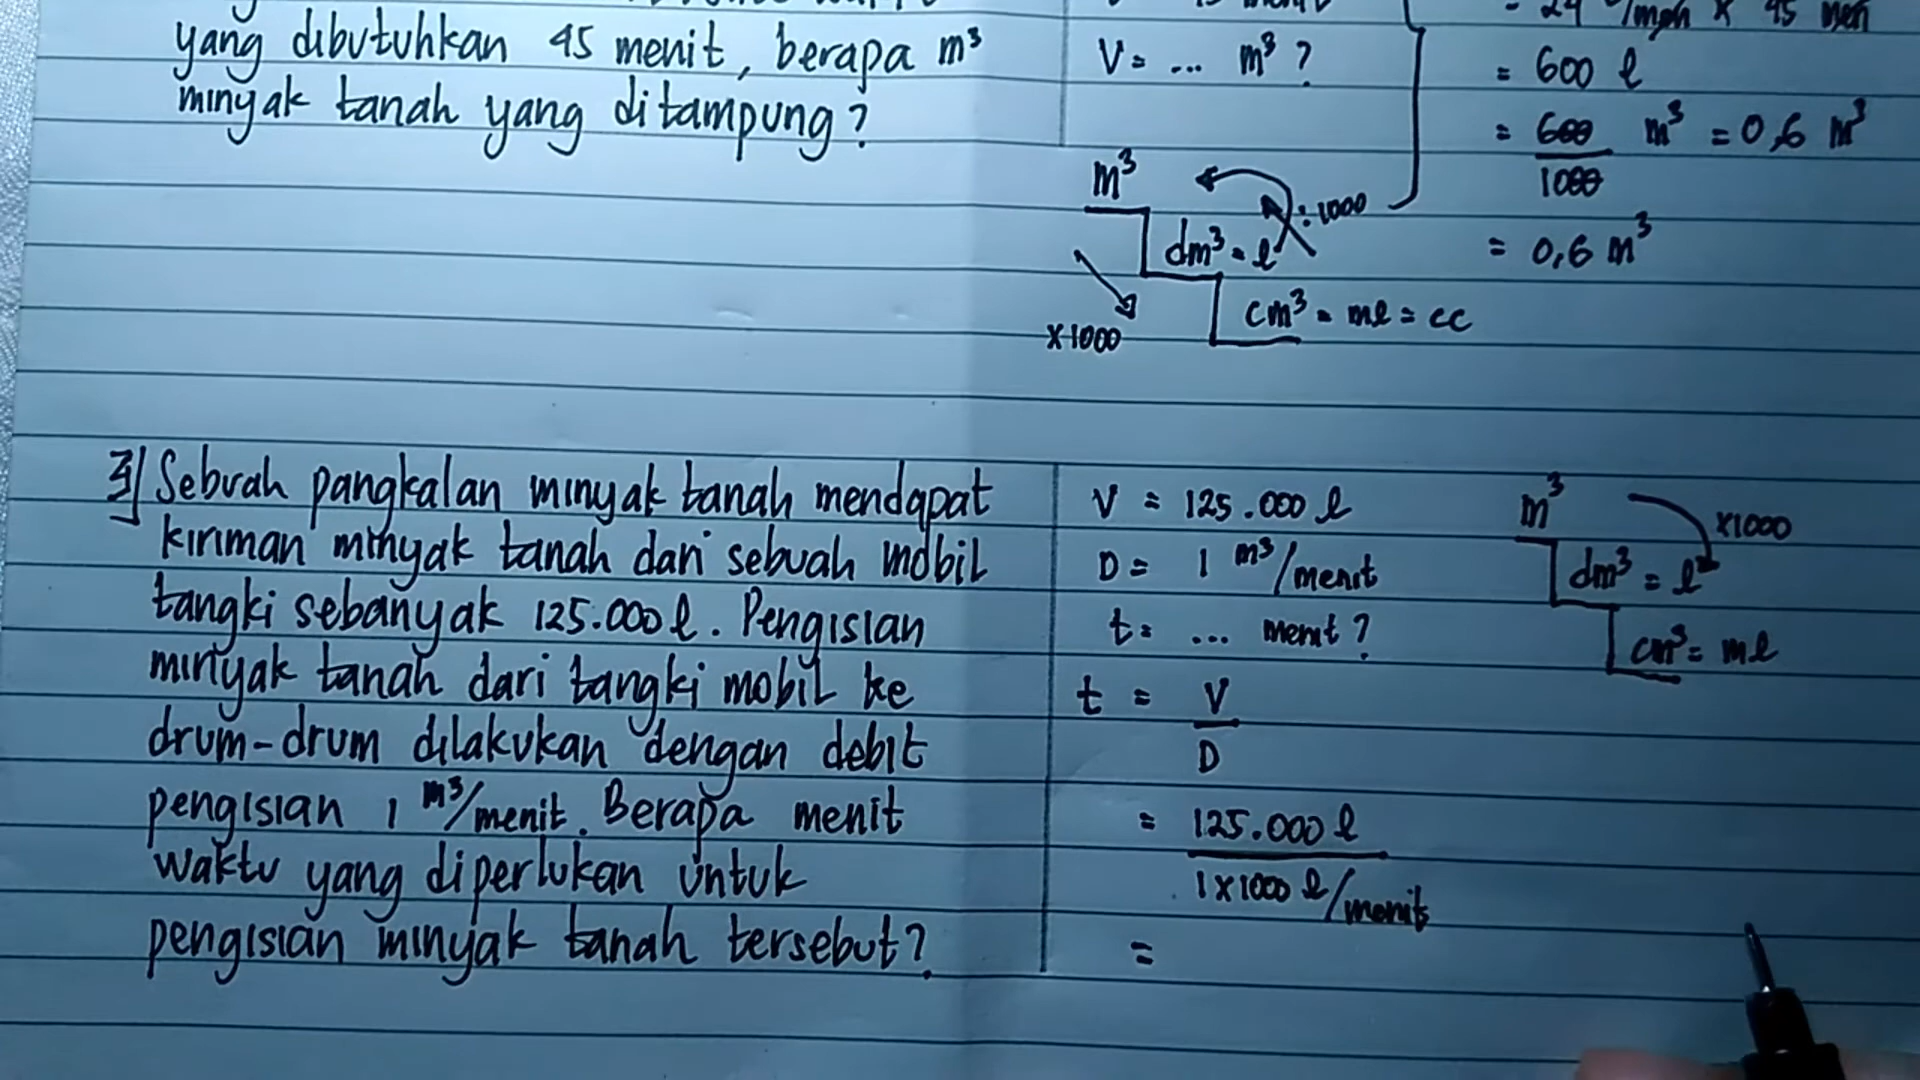 yang dibutuhkan 45 menit, berapa m³
minyak tanah yang ditampung?
V = ... m³ ?
x 45 men
= 600 l
= 600/1000 m³ = 0,6 m³
= 0,6 m³
m³
: 1000
dm³ = l
cm³ = ml = cc
x 1000
3] Sebuah pangkalan minyak tanah mendapat
kiriman minyak tanah dari sebuah mobil
tangki sebanyak 125.000 l. Pengisian
minyak tanah dari tangki mobil ke
drum-drum dilakukan dengan debit
pengisian 1 m³/menit. Berapa menit
waktu yang diperlukan untuk
pengisian minyak tanah tersebut?
V = 125.000 l
D = 1 m³/menit
t = ... menit ?
t = V/D
= 125.000 l
1 x 1000 l/menit
=
m³
x1000
dm³ = l
cm³ = ml